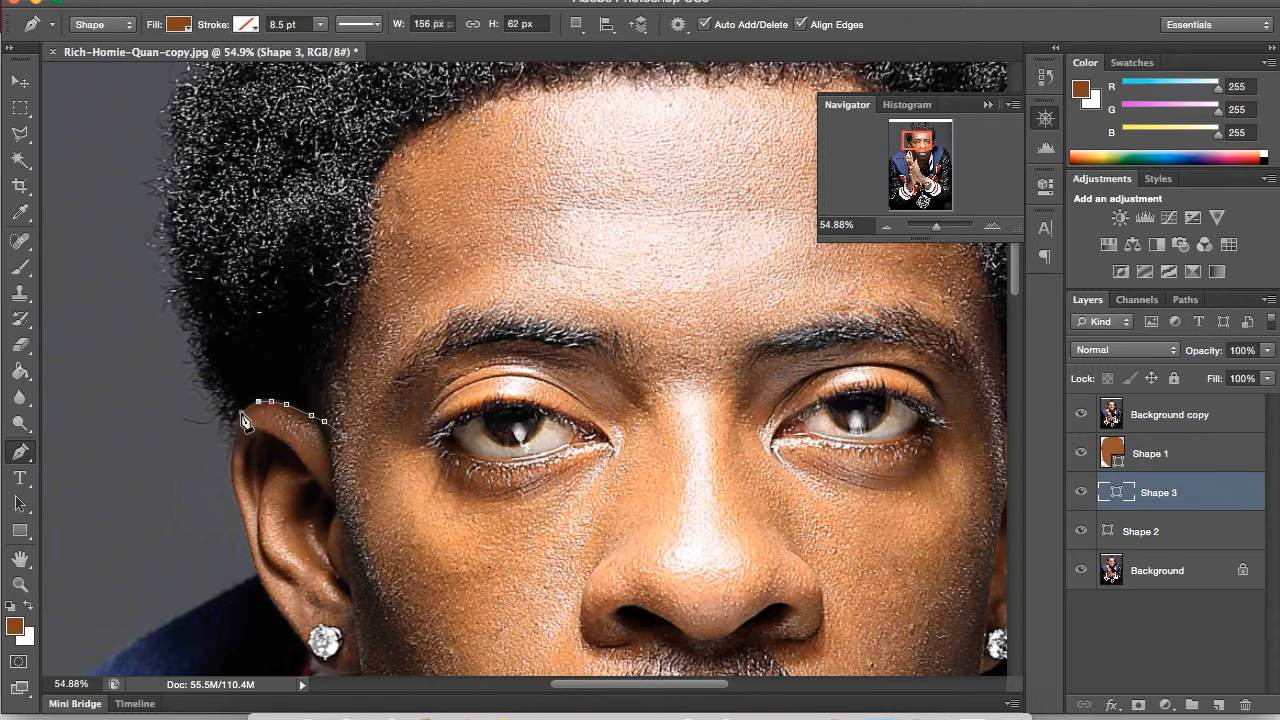 Adobe Photoshop CS6
Shape Fill: Stroke: 8.5 pt W: 156 px H: 62 px Auto Add/Delete Align Edges Essentials
Rich-Homie-Quan-copy.jpg @ 54.9% (Shape 3, RGB/8#) *
Color Swatches
R 255
G 255
B 255
Navigator Histogram
54.88%
Adjustments Styles
Add an adjustment
Layers Channels Paths
Kind
Normal Opacity: 100%
Lock: Fill: 100%
Background copy
Shape 1
Shape 3
Shape 2
Background
54.88% Doc: 55.5M/110.4M
Mini Bridge Timeline